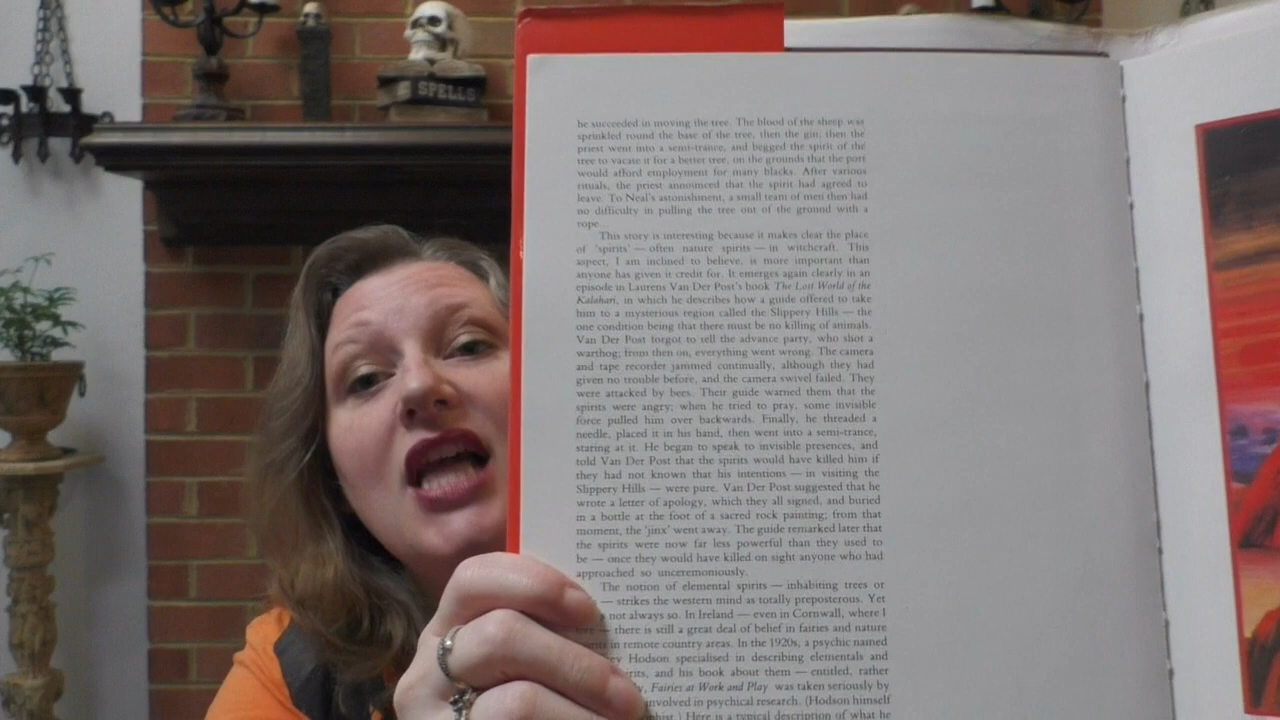 SPELLS
he succeeded in moving the tree. The blood of the sheep was
sprinkled round the base of the tree, then the gin; then the
priest went into a semi-trance, and begged the spirit of the
tree to vacate it for a better tree, on the grounds that the port
would afford employment for many blacks. After various
rituals, the priest announced that the spirit had agreed to
leave. To Neal's astonishment, a small team of men then had
no difficulty in pulling the tree out of the ground with a
rope...
This story is interesting because it makes clear the place
of 'spirits' — often nature spirits — in witchcraft. This
aspect, I am inclined to believe, is more important than
anyone has given it credit for. It emerges again clearly in an
episode in Laurens Van Der Post's book The Lost World of the
Kalahari, in which he describes how a guide offered to take
him to a mysterious region called the Slippery Hills — the
one condition being that there must be no killing of animals.
Van Der Post forgot to tell the advance party, who shot a
warthog; from then on, everything went wrong. The camera
and tape recorder jammed continually, although they had
given no trouble before, and the camera swivel failed. They
were attacked by bees. Their guide warned them that the
spirits were angry; when he tried to pray, some invisible
force pulled him over backwards. Finally, he threaded a
needle, placed it in his hand, then went into a semi-trance,
staring at it. He began to speak to invisible presences, and
told Van Der Post that the spirits would have killed him if
they had not known that his intentions — in visiting the
Slippery Hills — were pure. Van Der Post suggested that he
wrote a letter of apology, which they all signed, and buried
in a bottle at the foot of a sacred rock painting; from that
moment, the 'jinx' went away. The guide remarked later that
the spirits were now far less powerful than they used to
be — once they would have killed on sight anyone who had
approached so unceremoniously.
The notion of elemental spirits — inhabiting trees or
— strikes the western mind as totally preposterous. Yet
not always so. In Ireland — even in Cornwall, where I
— there is still a great deal of belief in fairies and nature
in remote country areas. In the 1920s, a psychic named
Hodson specialised in describing elementals and
and his book about them — entitled, rather
Fairies at Work and Play was taken seriously by
involved in psychical research. (Hodson himself
Here is a typical description of what he